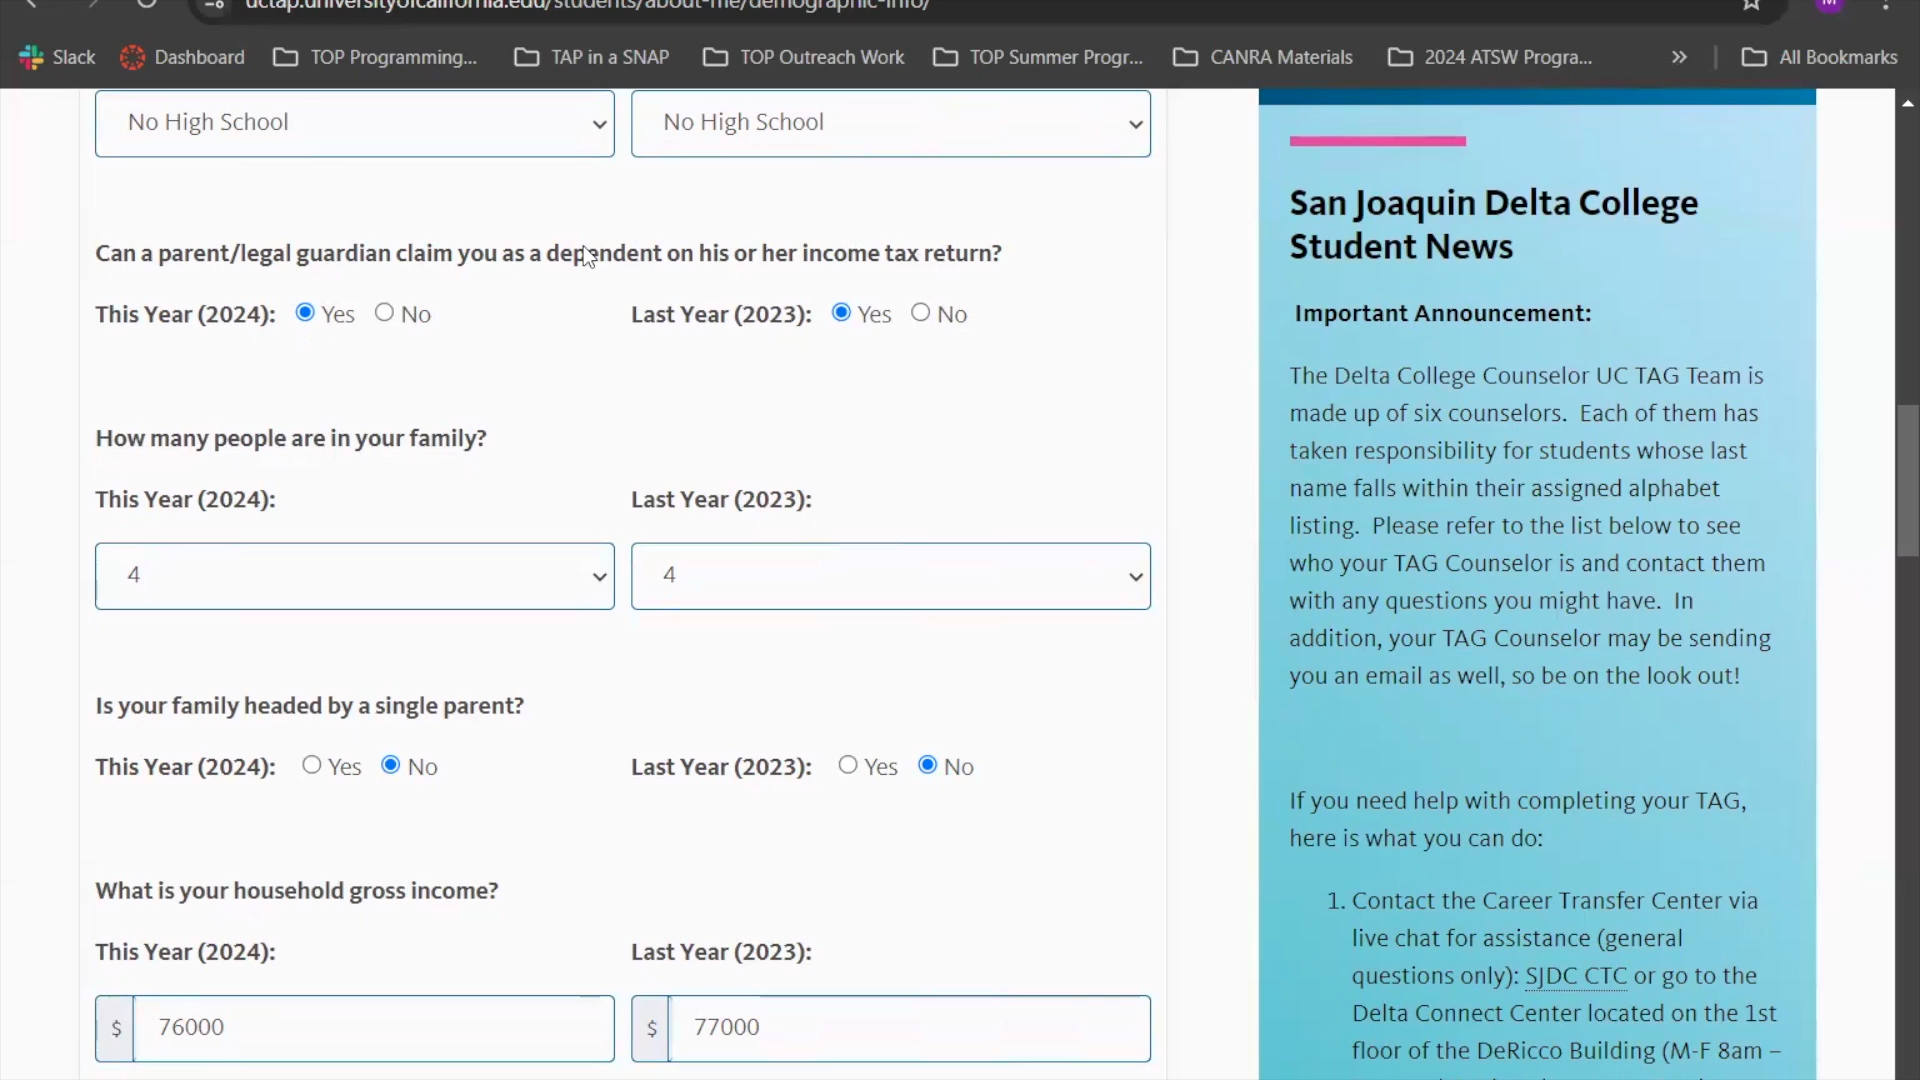 uctap.universityofcalifornia.edu/students/about-me/demographic-info/
M
Slack
Dashboard
TOP Programming...
TAP in a SNAP
TOP Outreach Work
TOP Summer Progr...
CANRA Materials
2024 ATSW Progra...
»
All Bookmarks
No High School
No High School
Can a parent/legal guardian claim you as a dependent on his or her income tax return?
This Year (2024): Yes No
Last Year (2023): Yes No
How many people are in your family?
This Year (2024):
Last Year (2023):
4
4
Is your family headed by a single parent?
This Year (2024): Yes No
Last Year (2023): Yes No
What is your household gross income?
This Year (2024):
Last Year (2023):
$ 76000
$ 77000
San Joaquin Delta College
Student News
Important Announcement:
The Delta College Counselor UC TAG Team is
made up of six counselors. Each of them has
taken responsibility for students whose last
name falls within their assigned alphabet
listing. Please refer to the list below to see
who your TAG Counselor is and contact them
with any questions you might have. In
addition, your TAG Counselor may be sending
you an email as well, so be on the look out!
If you need help with completing your TAG,
here is what you can do:
1. Contact the Career Transfer Center via
live chat for assistance (general
questions only): SJDC CTC or go to the
Delta Connect Center located on the 1st
floor of the DeRicco Building (M-F 8am –